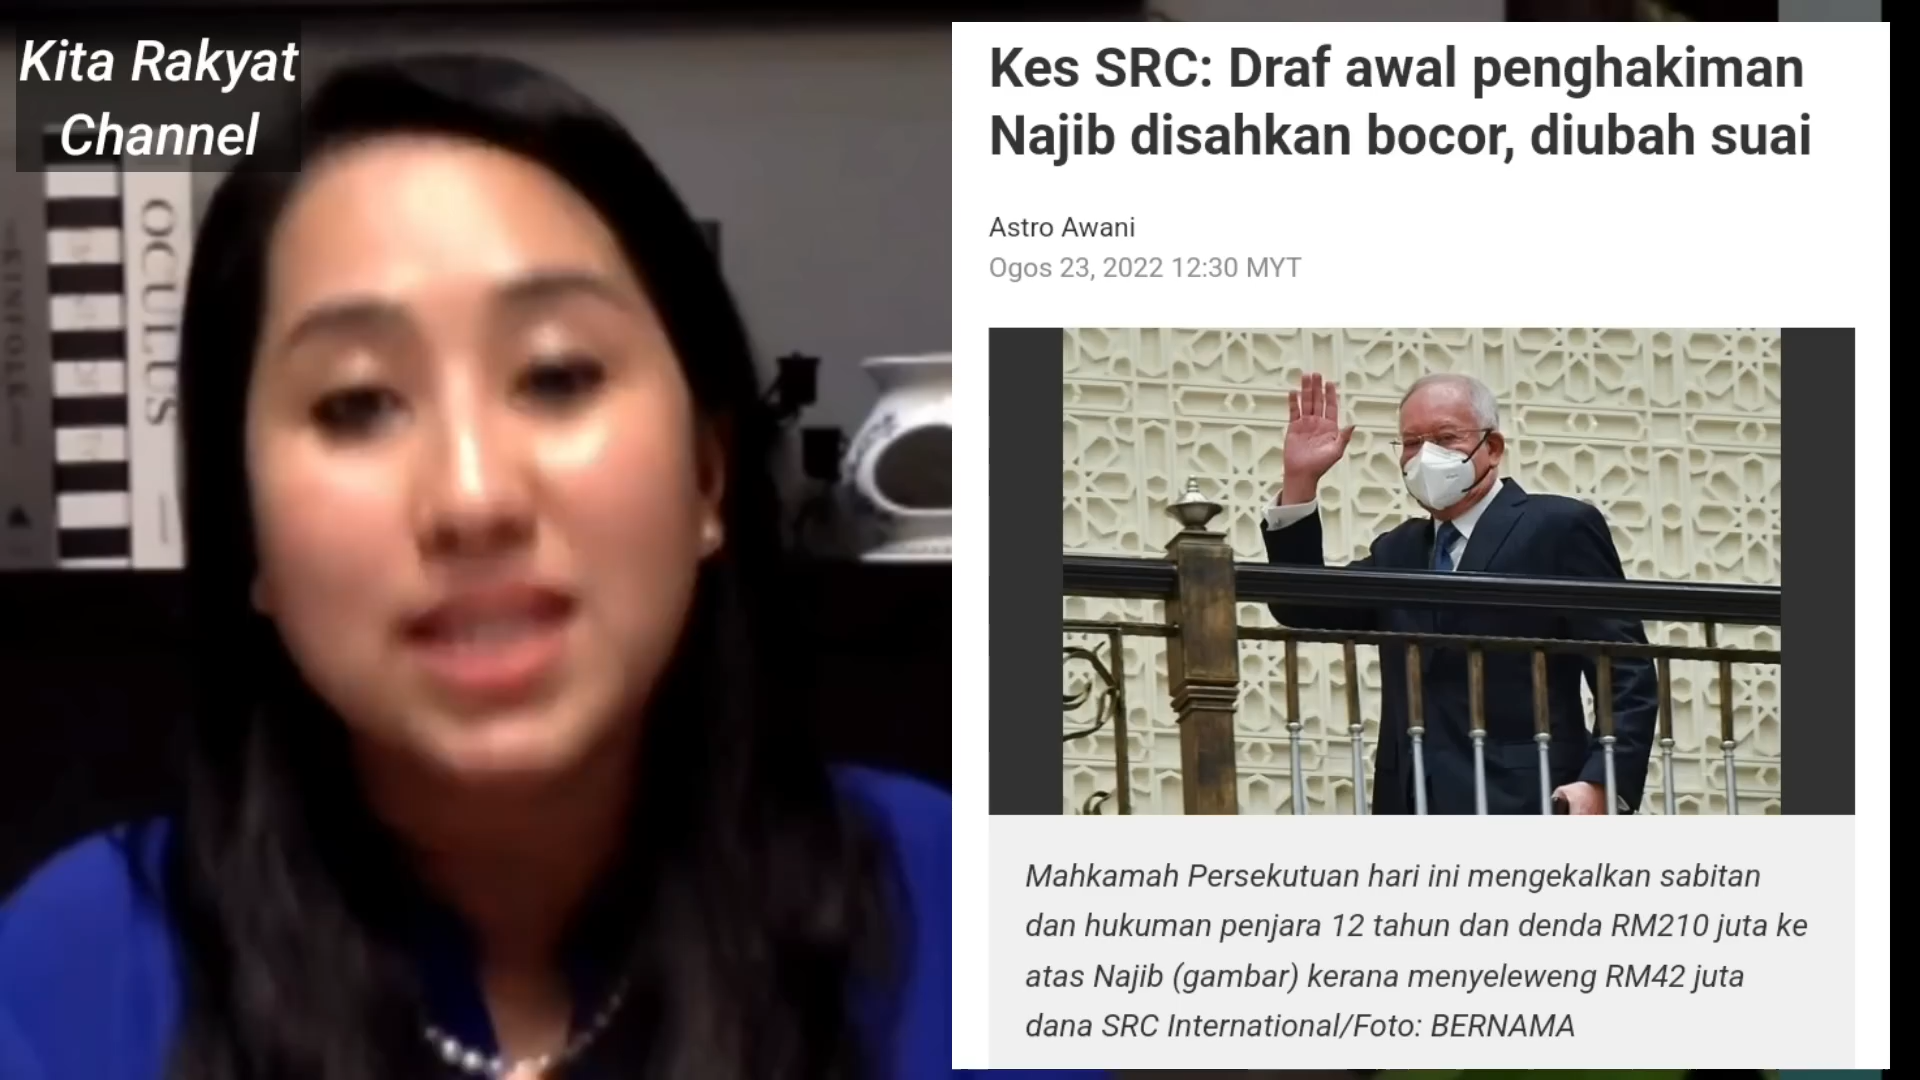 Kita Rakyat
Channel
KINFOLK
OCULUS
Kes SRC: Draf awal penghakiman
Najib disahkan bocor, diubah suai
Astro Awani
Ogos 23, 2022 12:30 MYT
Mahkamah Persekutuan hari ini mengekalkan sabitan
dan hukuman penjara 12 tahun dan denda RM210 juta ke
atas Najib (gambar) kerana menyeleweng RM42 juta
dana SRC International/Foto: BERNAMA